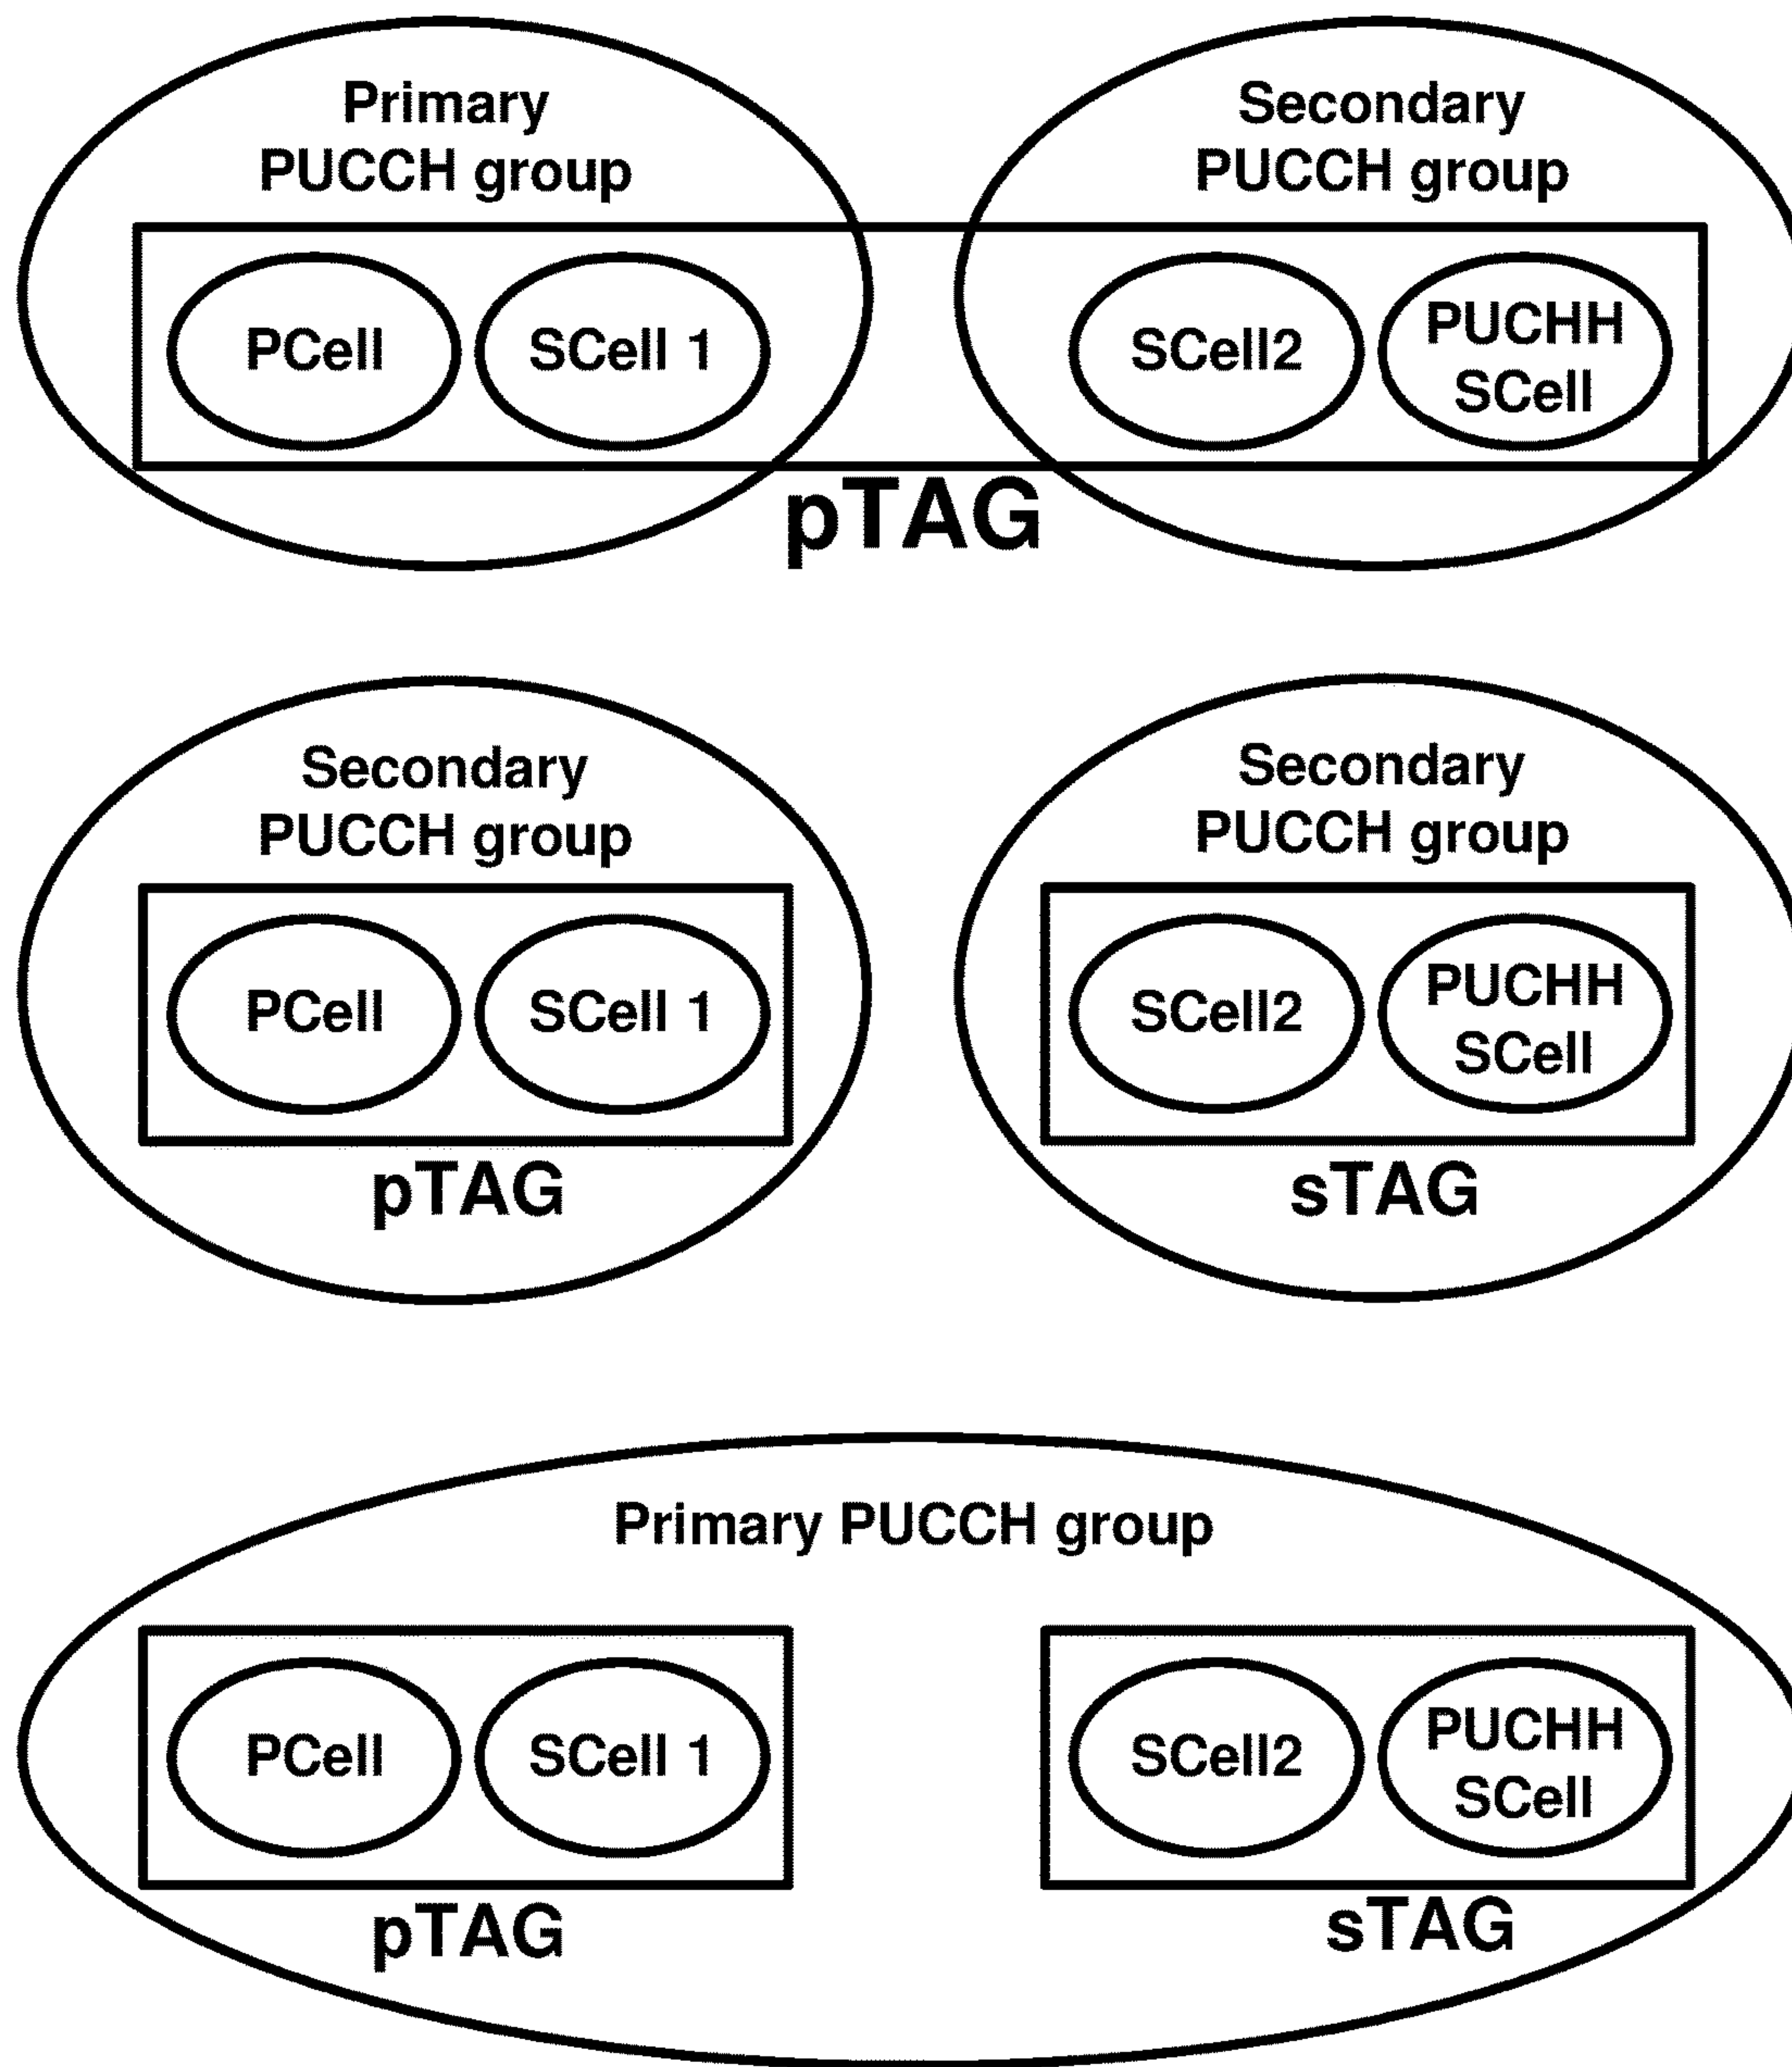 Primary
PUCCH group
Secondary
PUCCH group
PCell
SCell 1
SCell2
PUCHH
SCell
pTAG
Secondary
PUCCH group
Secondary
PUCCH group
PCell
SCell 1
SCell2
PUCHH
SCell
pTAG
sTAG
Primary PUCCH group
PCell
SCell 1
SCell2
PUCHH
SCell
pTAG
sTAG